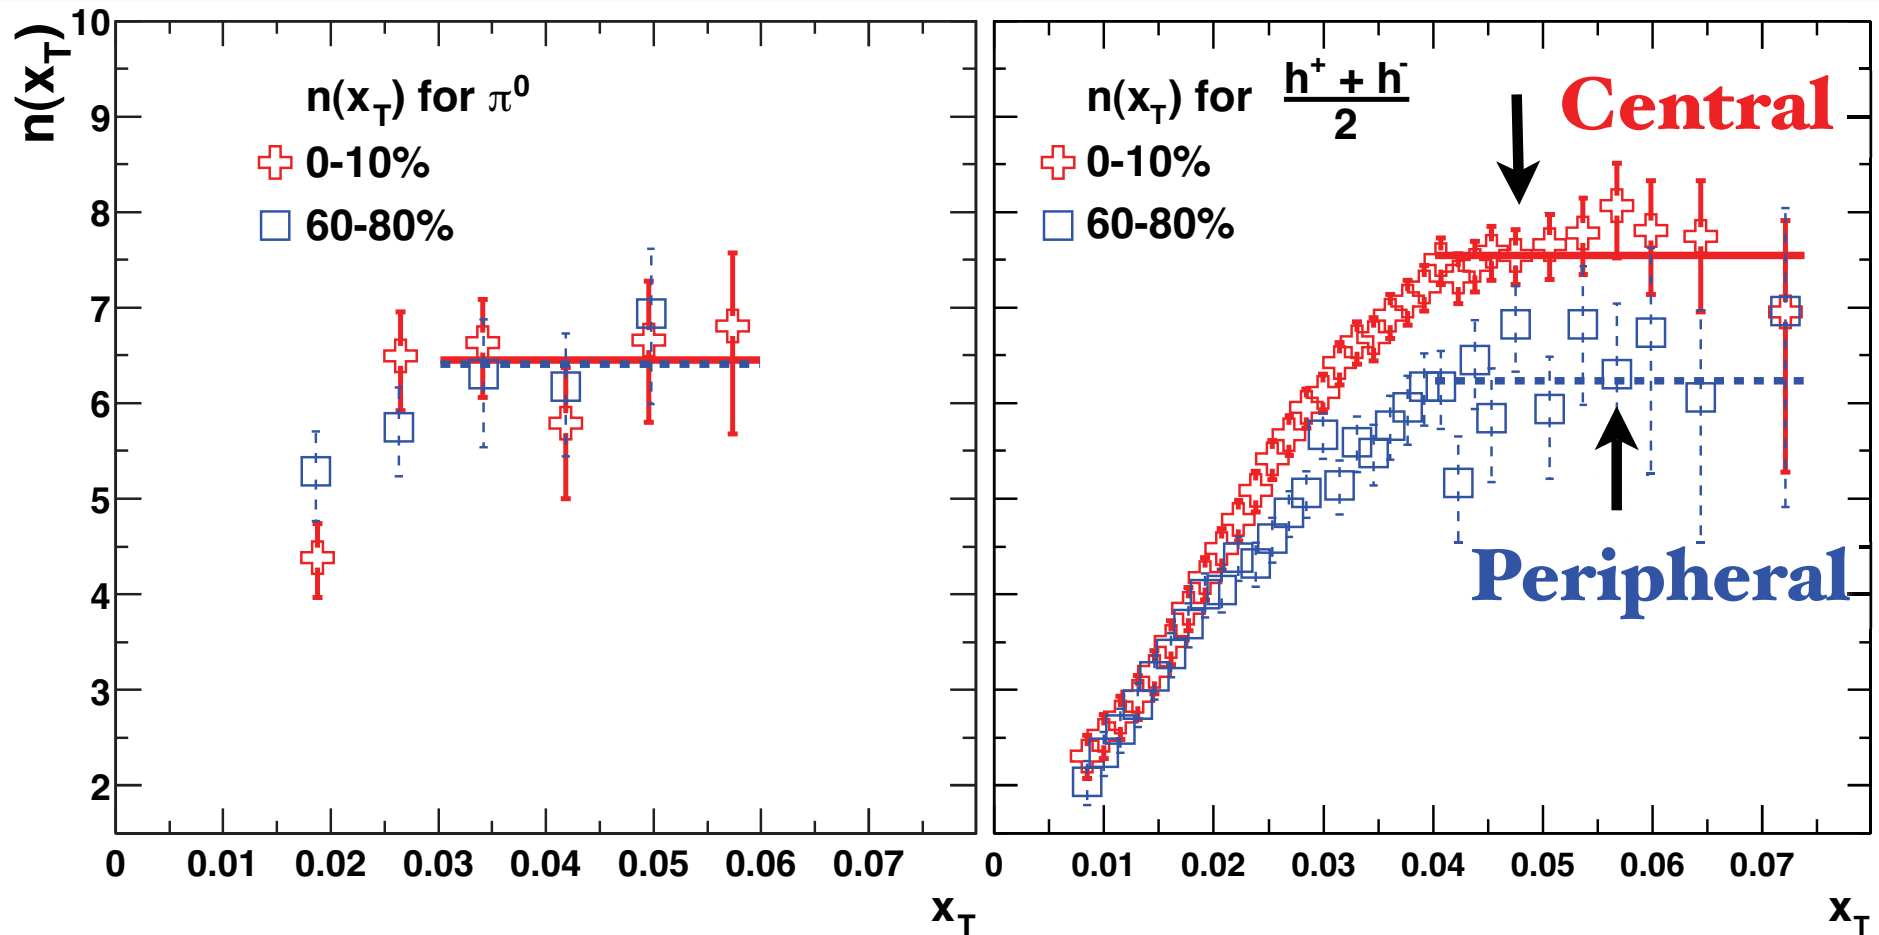 n(x_T)
10
9
8
7
6
5
4
3
2
n(x_T) for π⁰
0-10%
60-80%
0 0.01 0.02 0.03 0.04 0.05 0.06 0.07
x_T
n(x_T) for h⁺ + h⁻
2
0-10%
60-80%
Central
Peripheral
0 0.01 0.02 0.03 0.04 0.05 0.06 0.07
x_T